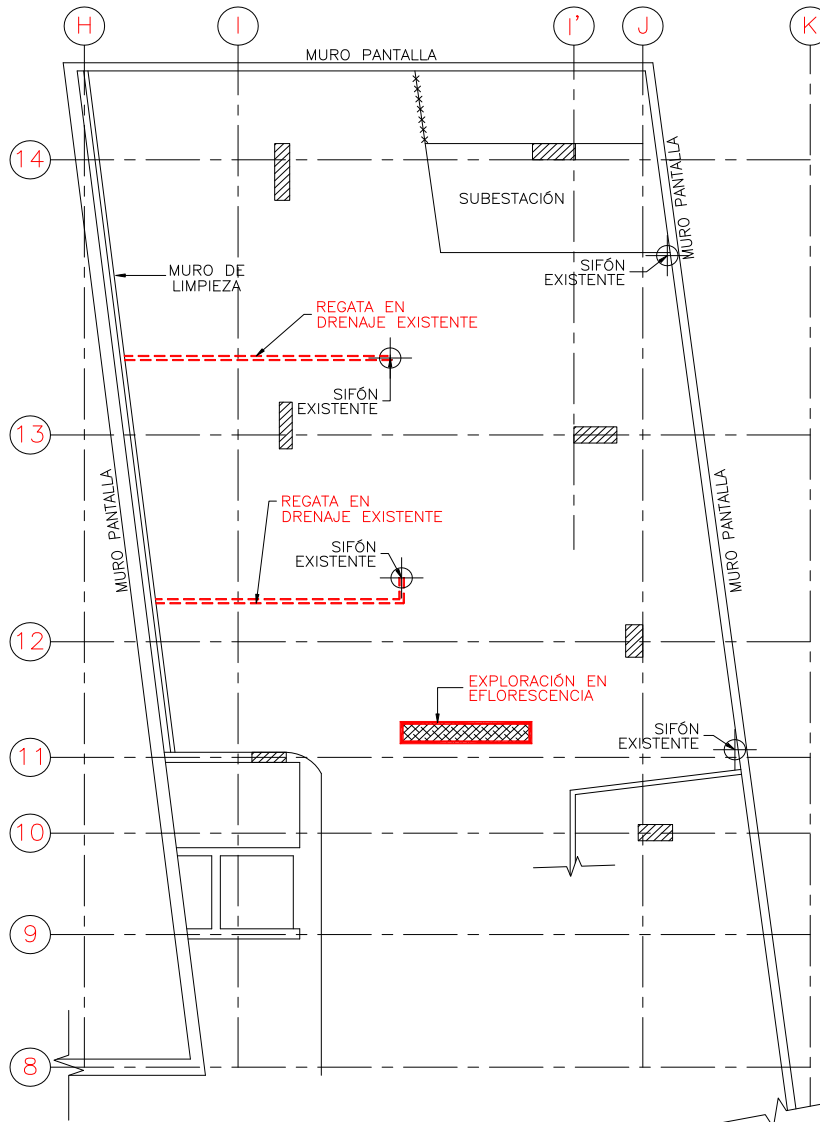 H
I
I'
J
K
MURO PANTALLA
14
MURO PANTALLA
SUBESTACIÓN
MURO DE
LIMPIEZA
SIFÓN
EXISTENTE
REGATA EN
DRENAJE EXISTENTE
SIFÓN
EXISTENTE
13
MURO PANTALLA
MURO PANTALLA
REGATA EN
DRENAJE EXISTENTE
SIFÓN
EXISTENTE
12
EXPLORACIÓN EN
EFLORESCENCIA
SIFÓN
EXISTENTE
11
10
9
8